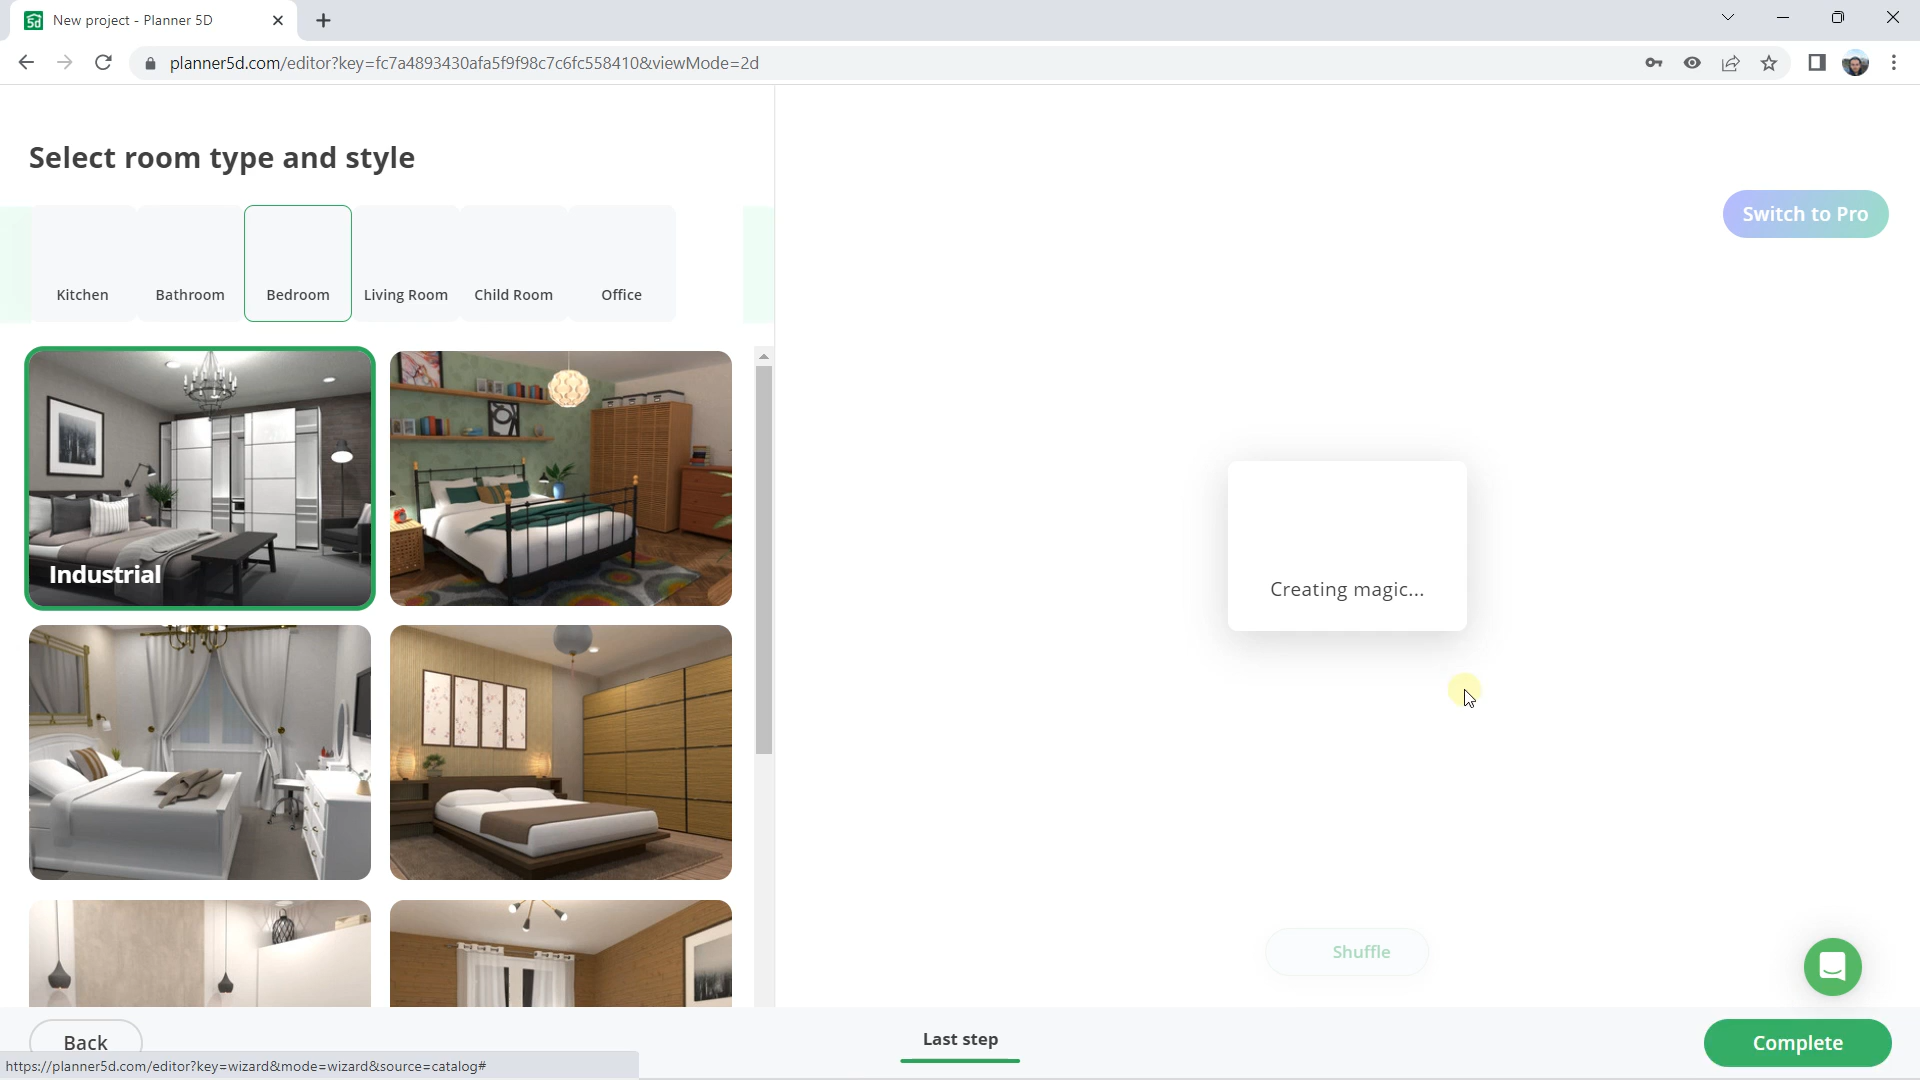 New project - Planner 5D
planner5d.com/editor?key=fc7a4893430afa5f9f98c7c6fc558410&viewMode=2d
Select room type and style
Switch to Pro
Kitchen
Bathroom
Bedroom
Living Room
Child Room
Office
Industrial
Creating magic...
Shuffle
Back
Last step
Complete
https://planner5d.com/editor?key=wizard&mode=wizard&source=catalog#